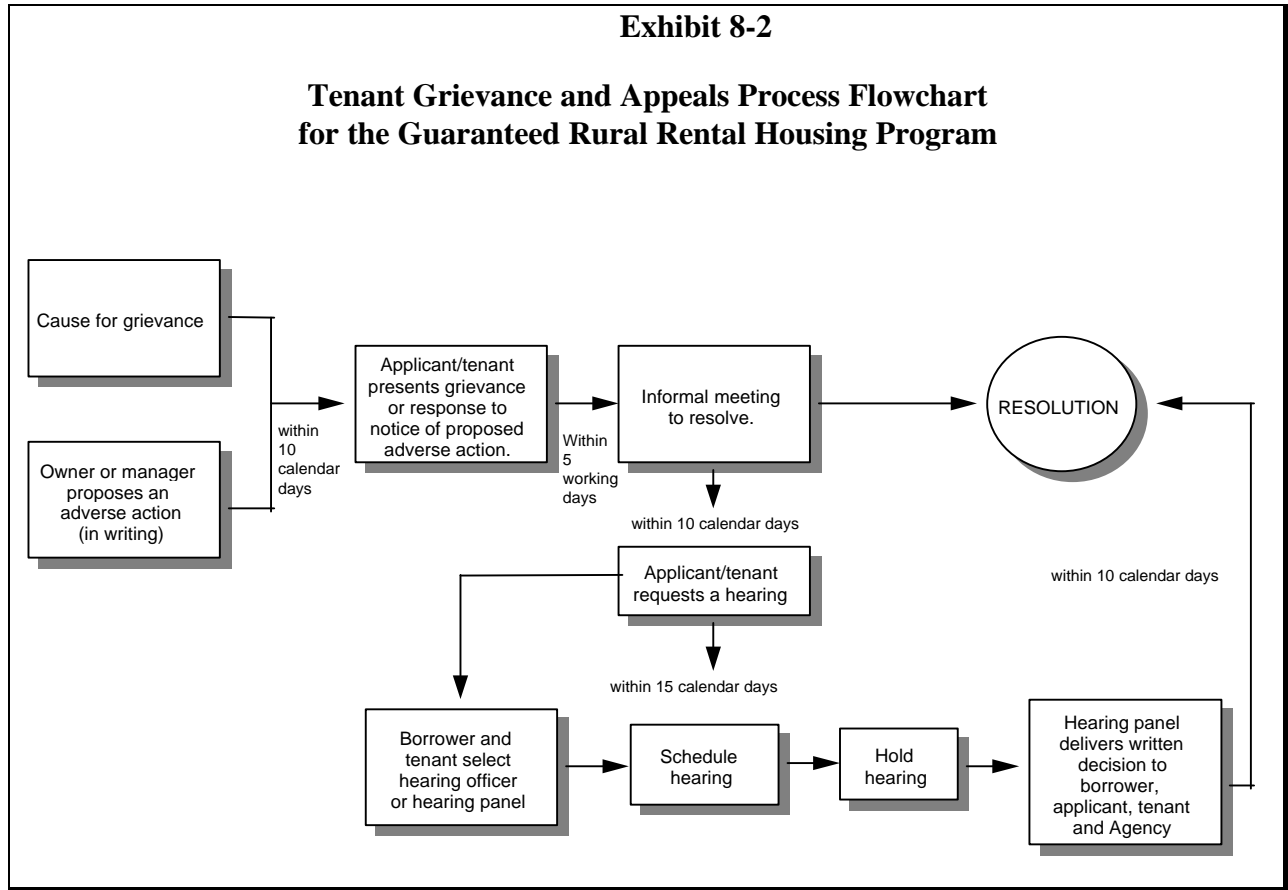 Exhibit 8-2
Tenant Grievance and Appeals Process Flowchart
for the Guaranteed Rural Rental Housing Program
Cause for grievance
Owner or manager
proposes an
adverse action
(in writing)
within
10
calendar
days
Applicant/tenant
presents grievance
or response to
notice of proposed
adverse action.
Within
5
working
days
Informal meeting
to resolve.
RESOLUTION
within 10 calendar days
Applicant/tenant
requests a hearing
within 10 calendar days
within 15 calendar days
Borrower and
tenant select
hearing officer
or hearing panel
Schedule
hearing
Hold
hearing
Hearing panel
delivers written
decision to
borrower,
applicant, tenant
and Agency